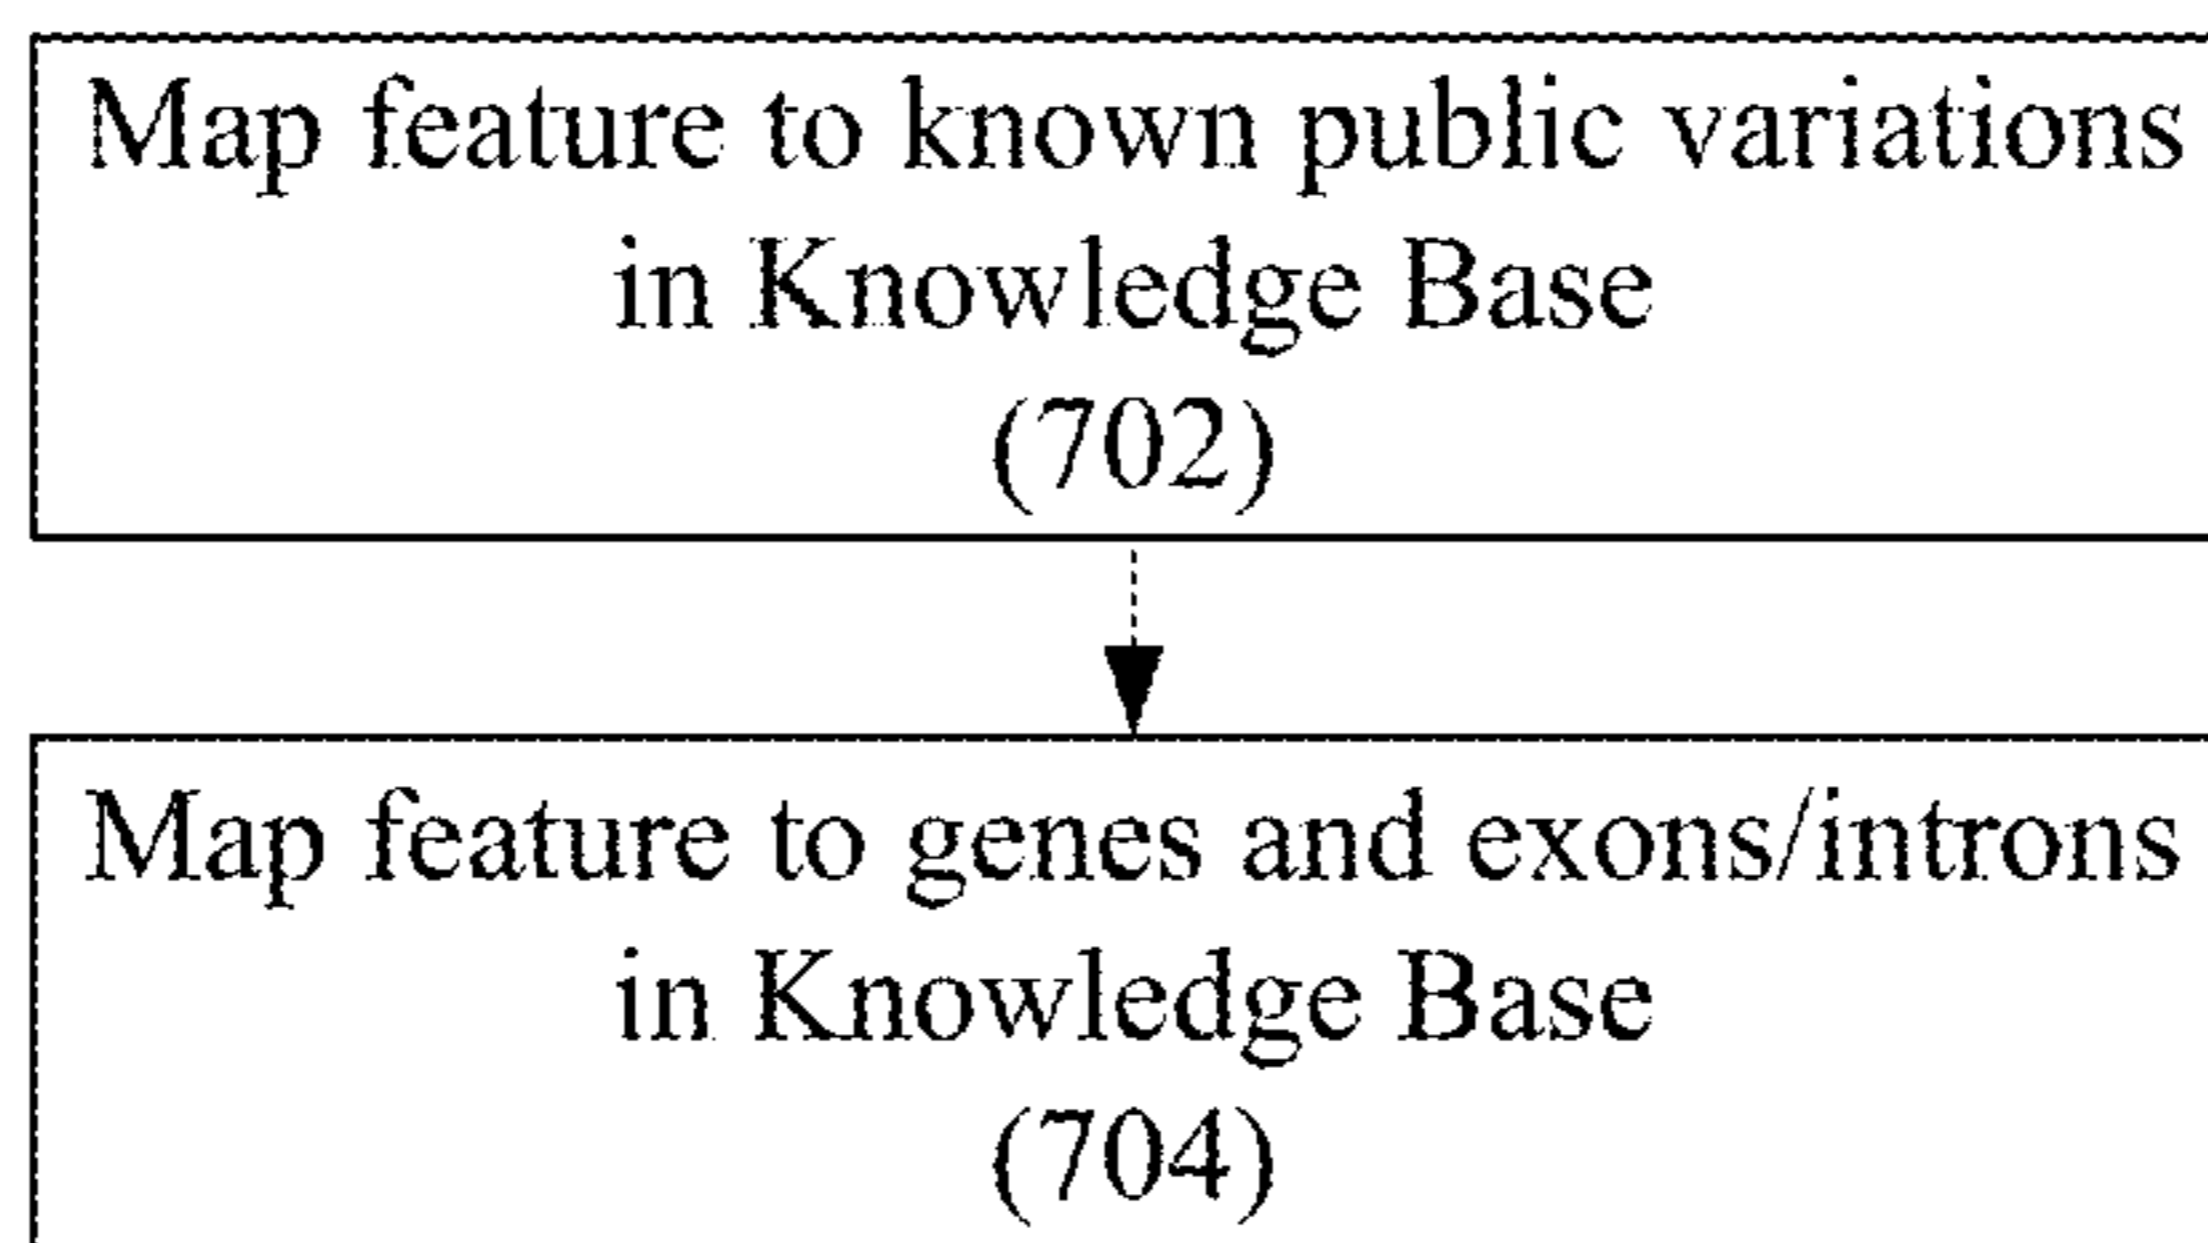 Map feature to known public variations
in Knowledge Base
(702)
Map feature to genes and exons/introns
in Knowledge Base
(704)